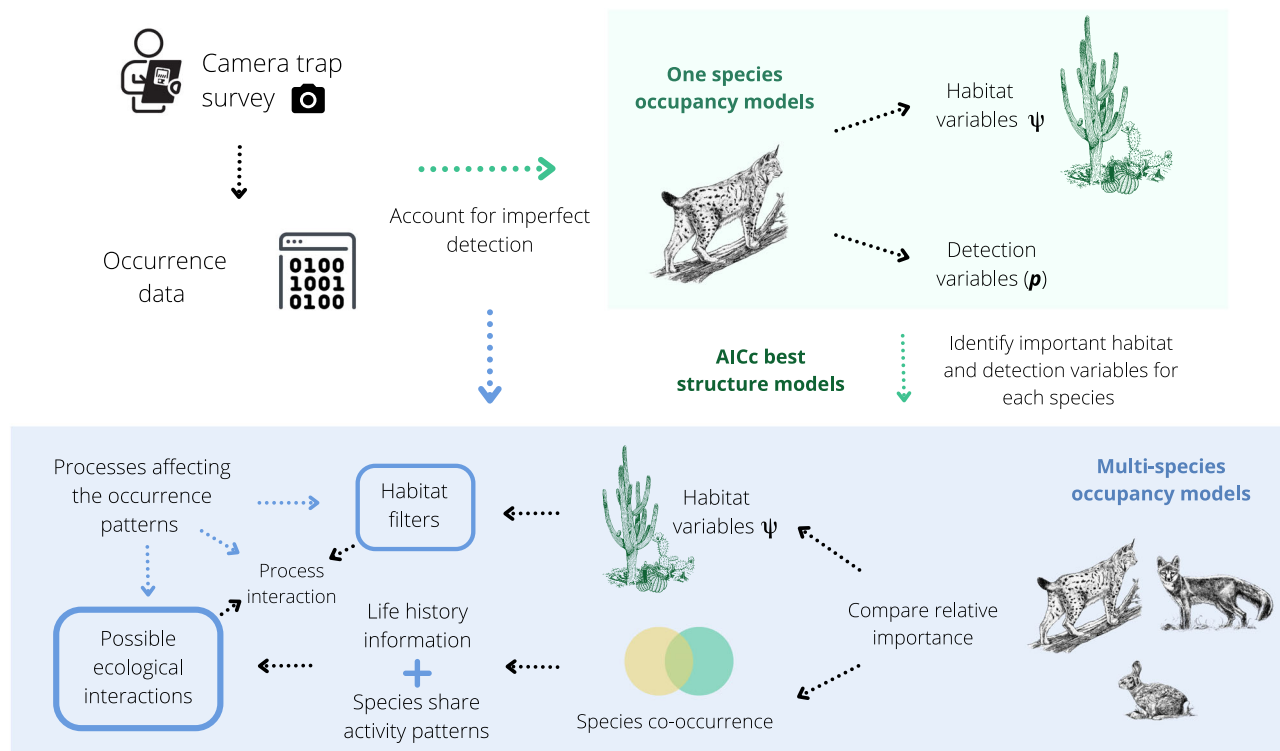 Camera trap
survey
Occurrence
data
0100
1001
0100
Account for imperfect
detection
One species
occupancy models
Habitat
variables ψ
Detection
variables (p)
AICc best
structure models
Identify important habitat
and detection variables for
each species
Processes affecting
the occurrence
patterns
Habitat
filters
Process
interaction
Possible
ecological
interactions
Life history
information
+
Species share
activity patterns
Habitat
variables ψ
Species co-occurrence
Compare relative
importance
Multi-species
occupancy models